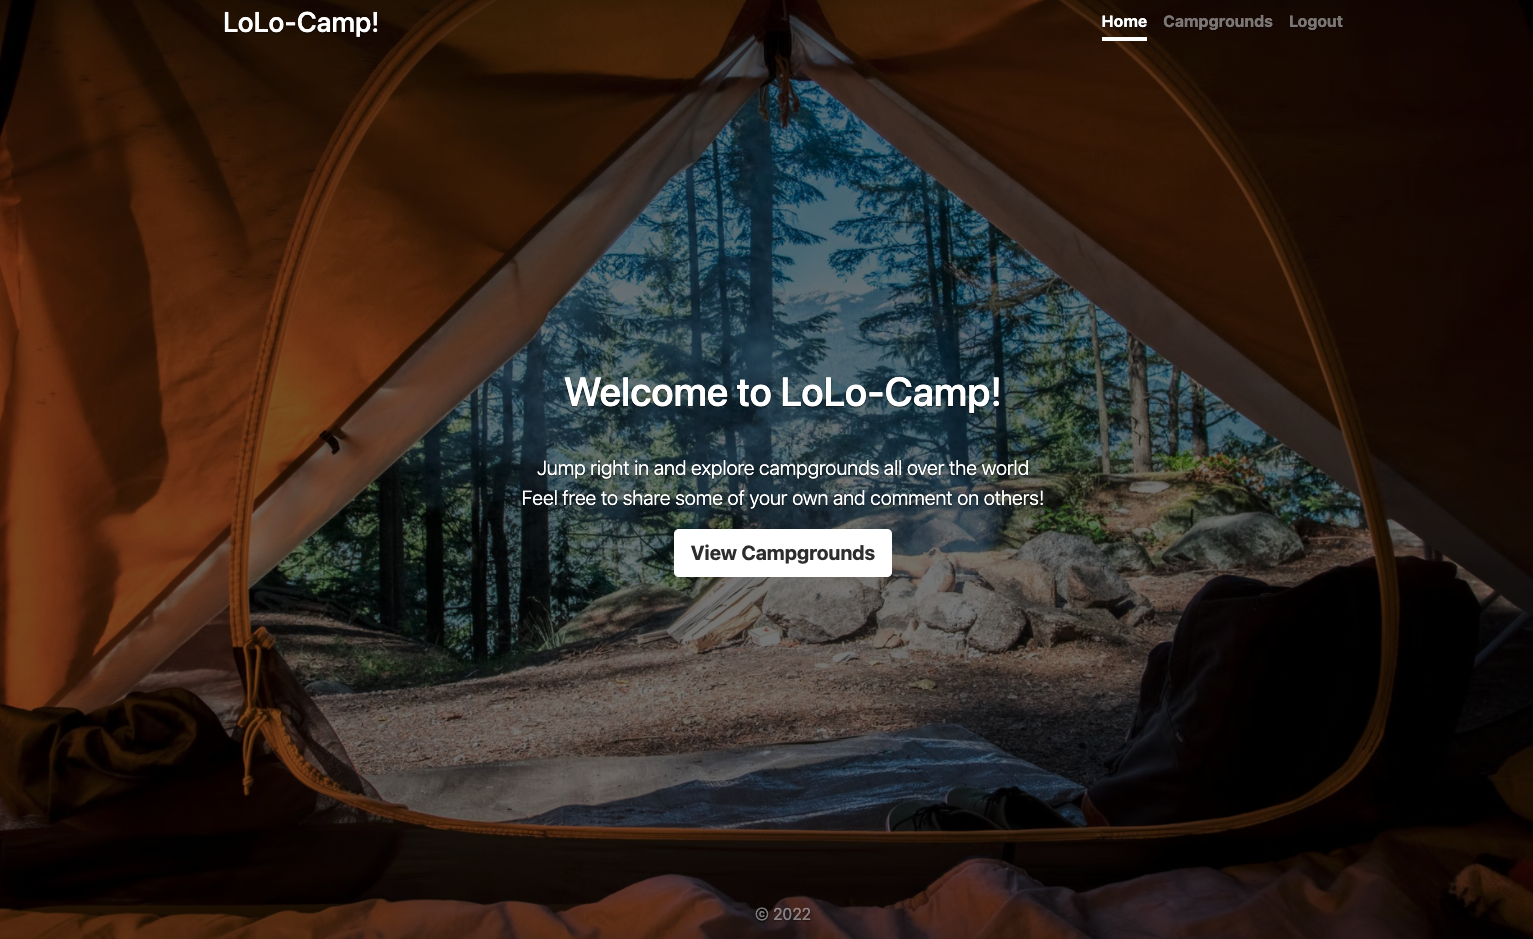 LoLo-Camp!
Home Campgrounds Logout
Welcome to LoLo-Camp!
Jump right in and explore campgrounds all over the world
Feel free to share some of your own and comment on others!
View Campgrounds
© 2022